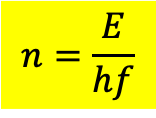 n = E/hf